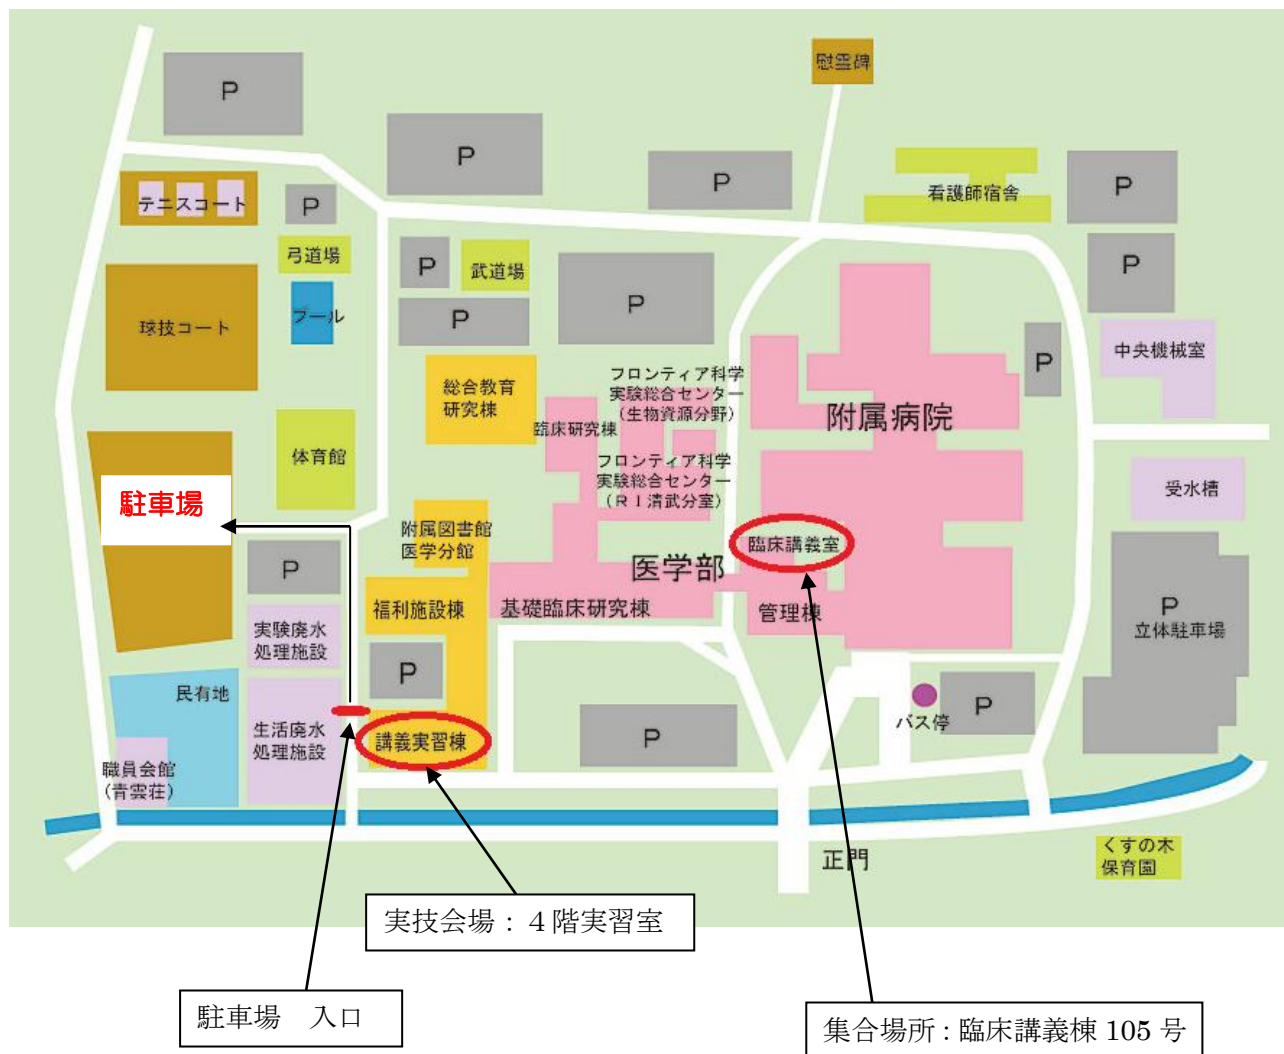 慰霊碑
P
P
P
P
看護師宿舎
テニスコート
P
弓道場
P
武道場
P
P
P
プール
球技コート
P
中央機械室
総合教育
研究棟
フロンティア科学
実験総合センター
(生物資源分野)
臨床研究棟
附属病院
体育館
フロンティア科学
実験総合センター
(RI清武分室)
受水槽
駐車場
附属図書館
医学分館
臨床講義室
医学部
P
福利施設棟
基礎臨床研究棟
管理棟
P
立体駐車場
実験廃水
処理施設
P
民有地
P
バス停
P
生活廃水
処理施設
講義実習棟
職員会館
(青雲荘)
正門
くすの木
保育園
実技会場：４階実習室
駐車場　入口
集合場所：臨床講義棟 105 号